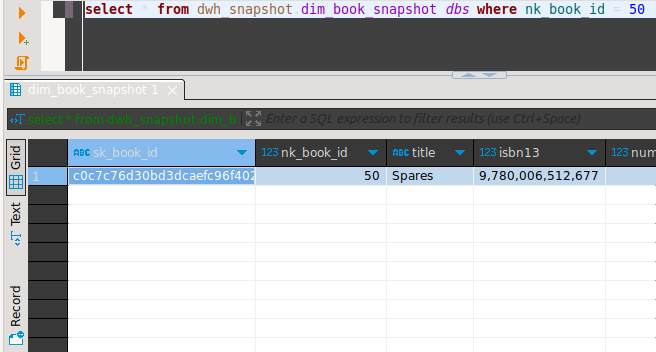 select * from dwh_snapshot.dim_book_snapshot dbs where nk_book_id = 50
dim_book_snapshot 1
select * from dwh_snapshot.dim_b
Enter a SQL expression to filter results (use Ctrl+Space)
Grid
Text
Record
ABC sk_book_id
123 nk_book_id
ABC title
123 isbn13
123 num
1
c0c7c76d30bd3dcaefc96f402
50
Spares
9,780,006,512,677